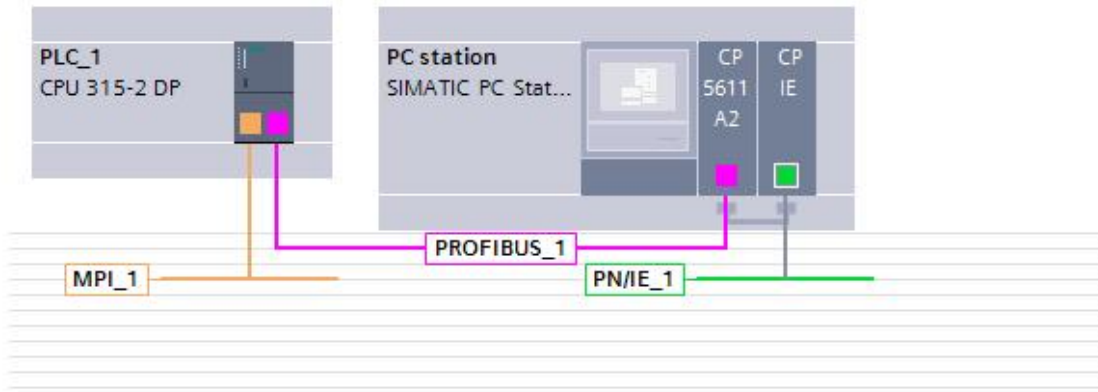 PLC_1
CPU 315-2 DP
PC station
SIMATIC PC Stat...
CP
5611
A2
CP
IE
PROFIBUS_1
MPI_1
PN/IE_1